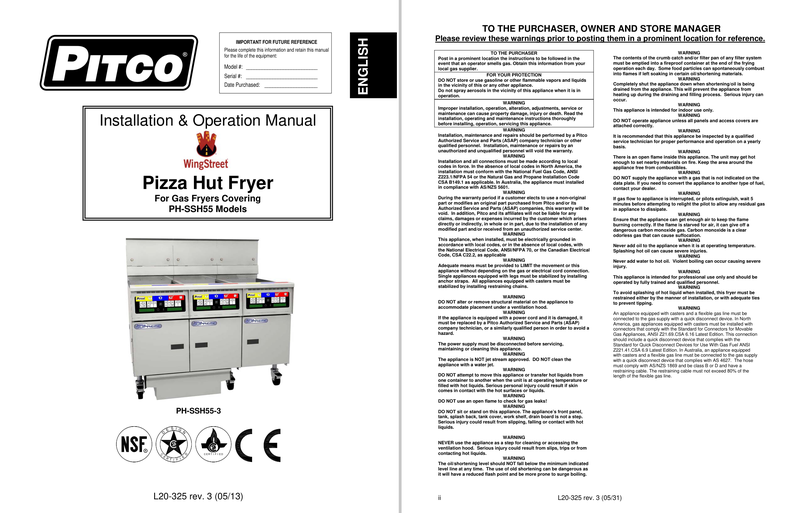 PITCO
®
IMPORTANT FOR FUTURE REFERENCE
Please complete this information and retain this manual
for the life of the equipment:
Model #:
Serial #:
Date Purchased:
ENGLISH
Installation & Operation Manual
WingStreet
Pizza Hut Fryer
For Gas Fryers Covering
PH-SSH55 Models
PH-SSH55-3
NSF
CE
L20-325 rev. 3 (05/13)
TO THE PURCHASER, OWNER AND STORE MANAGER
Please review these warnings prior to posting them in a prominent location for reference.
TO THE PURCHASER
Post in a prominent location the instructions to be followed in the
event that an operator smells gas. Obtain this information from your
local gas supplier.
FOR YOUR PROTECTION
DO NOT store or use gasoline or other flammable vapors and liquids
in the vicinity of this or any other appliance.
Do not spray aerosols in the vicinity of this appliance when it is in
operation.
WARNING
Improper installation, operation, alteration, adjustments, service or
maintenance can cause property damage, injury or death. Read the
installation, operating and maintenance instructions thoroughly
before installing, operation, servicing this appliance.
WARNING
Installation, maintenance and repairs should be performed by a Pitco
Authorized Service and Parts (ASAP) company technician or other
qualified personnel. Installation, maintenance or repairs by an
unauthorized and unqualified personnel will void the warranty.
WARNING
Installation and all connections must be made according to local
codes in force. In the absence of local codes in North America, the
installation must conform with the National Fuel Gas Code, ANSI
Z223.1/NFPA 54 or the Natural Gas and Propane Installation Code
CSA B149.1 as applicable. In Australia, the appliance must installed
in compliance with AS/NZS 5601.
WARNING
During the warranty period if a customer elects to use a non-original
part or modifies an original part purchased from Pitco and/or its
Authorized Service and Parts (ASAP) companies, this warranty will be
void. In addition, Pitco and its affiliates will not be liable for any
claims, damages or expenses incurred by the customer which arises
directly or indirectly, in whole or in part, due to the installation of any
modified part and/or received from an unauthorized service center.
WARNING
This appliance, when installed, must be electrically grounded in
accordance with local codes, or in the absence of local codes, with
the National Electrical Code, ANSI/NFPA 70, or the Canadian Electrical
Code, CSA C22.2, as applicable
WARNING
Adequate means must be provided to LIMIT the movement or this
appliance without depending on the gas or electrical cord connection.
Single appliances equipped with legs must be stabilized by installing
anchor straps. All appliances equipped with casters must be
stabilized by installing restraining chains.
WARNING
DO NOT alter or remove structural material on the appliance to
accommodate placement under a ventilation hood.
WARNING
If the appliance is equipped with a power cord and it is damaged, it
must be replaced by a Pitco Authorized Service and Parts (ASAP)
company technician, or a similarly qualified person in order to avoid a
hazard.
WARNING
The power supply must be disconnected before servicing,
maintaining or cleaning this appliance.
WARNING
The appliance is NOT jet stream approved. DO NOT clean the
appliance with a water jet.
WARNING
DO NOT attempt to move this appliance or transfer hot liquids from
one container to another when the unit is at operating temperature or
filled with hot liquids. Serious personal injury could result if skin
comes in contact with the hot surfaces or liquids.
WARNING
DO NOT use an open flame to check for gas leaks!
WARNING
DO NOT sit or stand on this appliance. The appliance's front panel,
tank, splash back, tank cover, work shelf, drain board is not a step.
Serious injury could result from slipping, falling or contact with hot
liquids.
WARNING
NEVER use the appliance as a step for cleaning or accessing the
ventilation hood. Serious injury could result from slips, trips or from
contacting hot liquids.
WARNING
The oil/shortening level should NOT fall below the minimum indicated
level line at any time. The use of old shortening can be dangerous as
it will have a reduced flash point and be more prone to surge boiling.
WARNING
The contents of the crumb catch and/or filter pan of any filter system
must be emptied into a fireproof container at the end of the frying
operation each day. Some food particles can spontaneously combust
into flames if left soaking in certain oil/shortening materials.
WARNING
Completely shut the appliance down when shortening/oil is being
drained from the appliance. This will prevent the appliance from
heating up during the draining and filling process. Serious injury can
occur.
WARNING
This appliance is intended for indoor use only.
WARNING
DO NOT operate appliance unless all panels and access covers are
attached correctly.
WARNING
It is recommended that this appliance be inspected by a qualified
service technician for proper performance and operation on a yearly
basis.
WARNING
There is an open flame inside this appliance. The unit may get hot
enough to set nearby materials on fire. Keep the area around the
appliance free from combustibles.
WARNING
DO NOT supply the appliance with a gas that is not indicated on the
data plate. If you need to convert the appliance to another type of fuel,
contact your dealer.
WARNING
If gas flow to appliance is interrupted, or pilots extinguish, wait 5
minutes before attempting to relight the pilot to allow any residual gas
in appliance to dissipate.
WARNING
Ensure that the appliance can get enough air to keep the flame
burning correctly. If the flame is starved for air, it can give off a
dangerous carbon monoxide gas. Carbon monoxide is a clear
odorless gas that can cause suffocation.
WARNING
Never add oil to the appliance when it is at operating temperature.
Splashing hot oil can cause severe injuries.
WARNING
Never add water to hot oil. Violent boiling can occur causing severe
injury.
WARNING
This appliance is intended for professional use only and should be
operated by fully trained and qualified personnel.
WARNING
To avoid splashing of hot liquid when installed, this fryer must be
restrained either by the manner of installation, or with adequate ties
to prevent tipping.
WARNING
An appliance equipped with casters and a flexible gas line must be
connected to the gas supply with a quick disconnect device. In North
America, gas appliances equipped with casters must be installed with
connectors that comply with the Standard for Connectors for Movable
Gas Appliances, ANSI Z21.69.CSA 6.16 Latest Edition. This connection
should include a quick disconnect device that complies with the
Standard for Quick Disconnect Devices for Use With Gas Fuel ANSI
Z221.41.CSA 6.9 Latest Edition. In Australia, an appliance equipped
with casters and a flexible gas line must be connected to the gas supply
with a quick disconnect device that complies with AS 4627. The hose
must comply with AS/NZS 1869 and be class B or D and have a
restraining cable. The restraining cable must not exceed 80% of the
length of the flexible gas line.
ii
L20-325 rev. 3 (05/31)